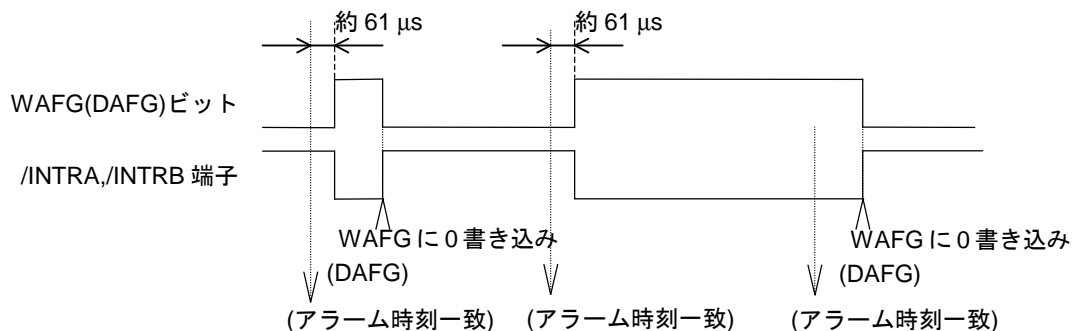 約 61 μs
約 61 μs
WAFG(DAFG)ビット
/INTRA,/INTRB 端子
WAFG に 0 書き込み
(DAFG)
WAFG に 0 書き込み
(DAFG)
(アラーム時刻一致)
(アラーム時刻一致)
(アラーム時刻一致)